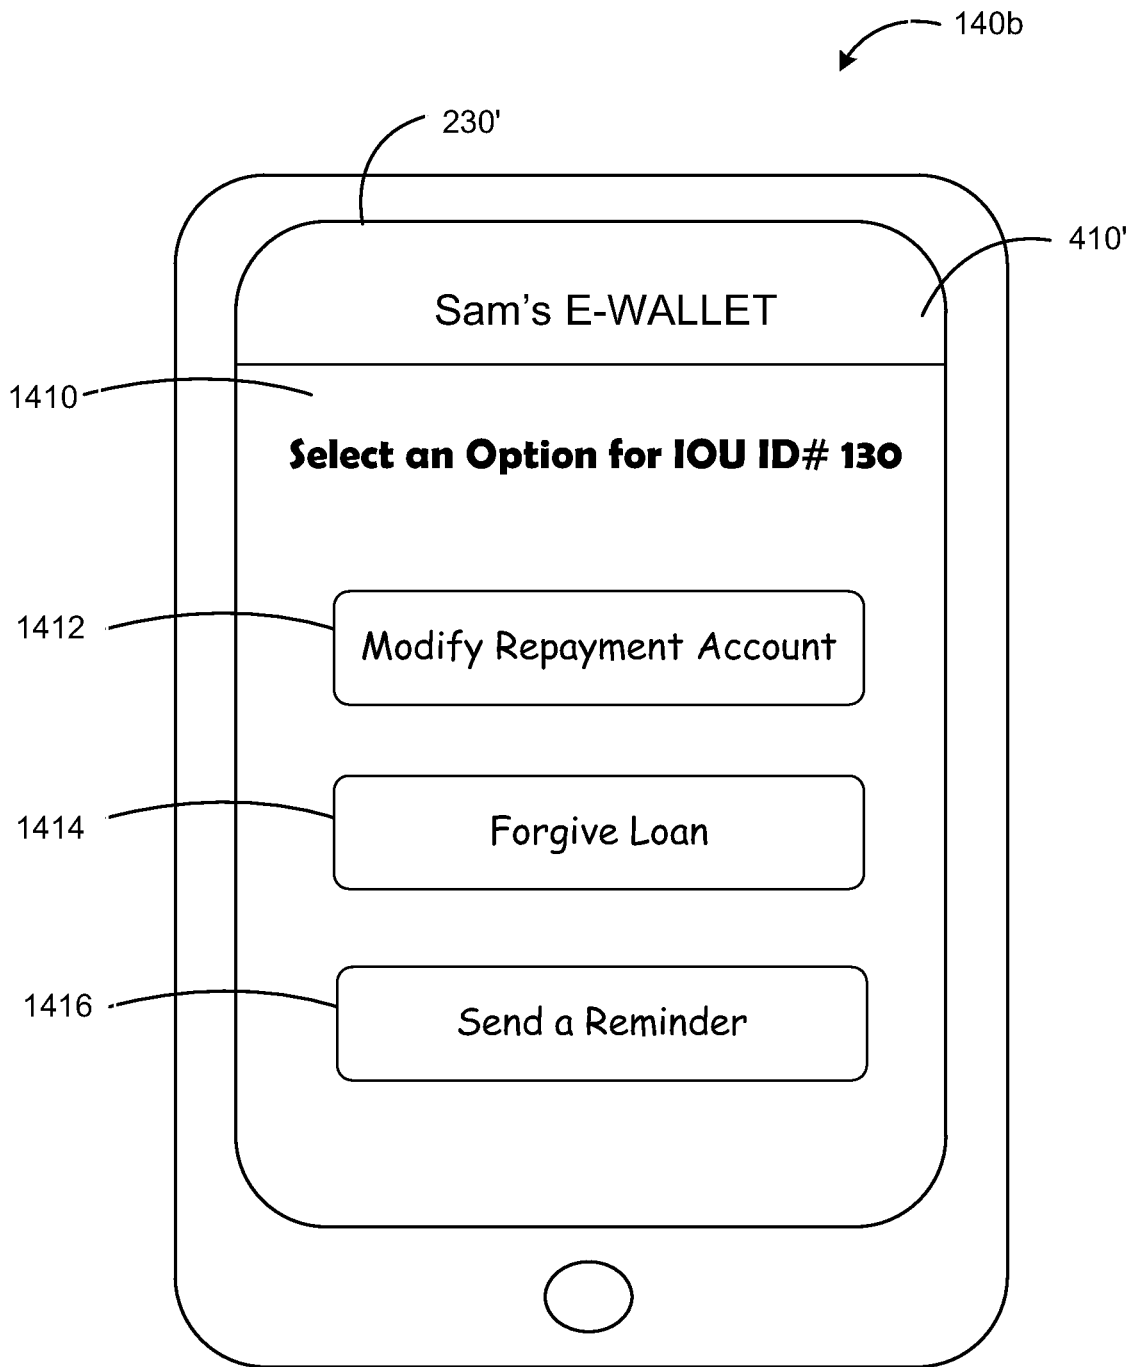 140b
230'
410'
Sam's E-WALLET
1410
Select an Option for IOU ID# 130
1412
Modify Repayment Account
1414
Forgive Loan
1416
Send a Reminder